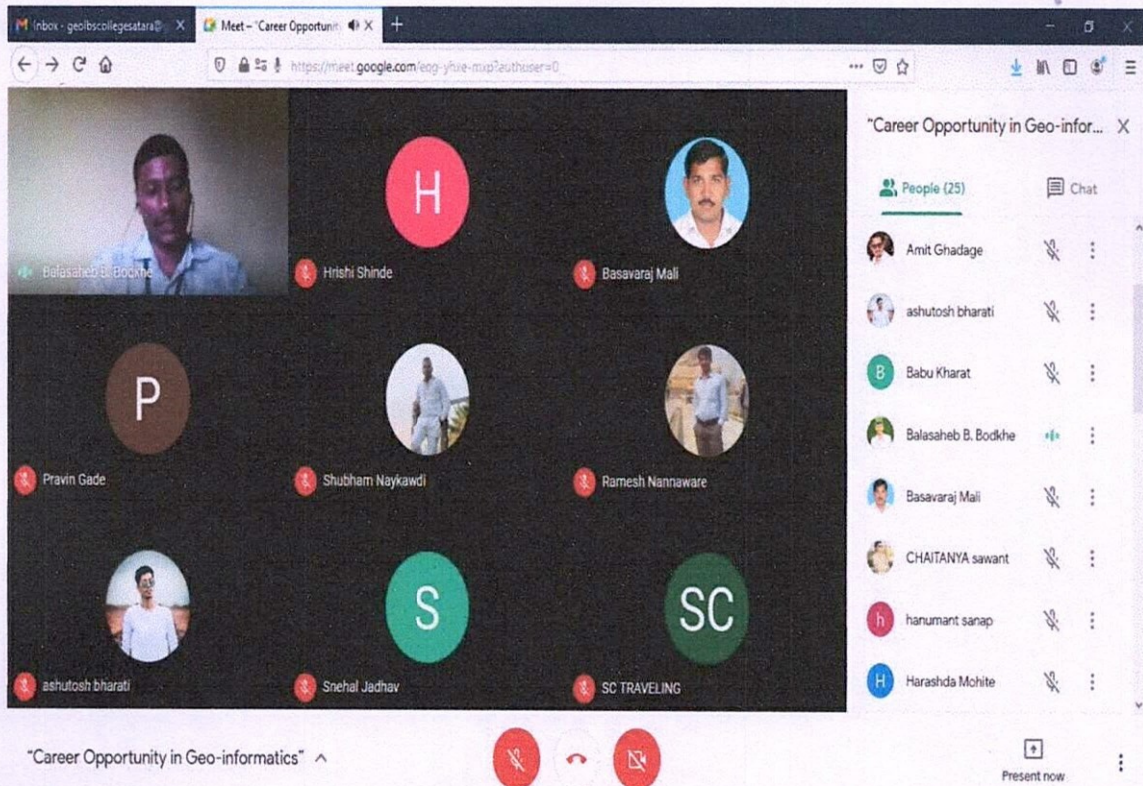 Inbox - geolbscollegesatara@
Meet – "Career Opportuni
https://meet.google.com/eog-yhxe-mxp?authuser=0
"Career Opportunity in Geo-infor...
People (25)
Chat
Balasaheb B. Bodkhe
H
Hrishi Shinde
Basavaraj Mali
P
Pravin Gade
Shubham Naykawdi
Ramesh Nannaware
ashutosh bharati
S
Snehal Jadhav
SC
SC TRAVELING
Amit Ghadage
ashutosh bharati
B
Babu Kharat
Balasaheb B. Bodkhe
Basavaraj Mali
CHAITANYA sawant
h
hanumant sanap
H
Harashda Mohite
"Career Opportunity in Geo-informatics"
Present now